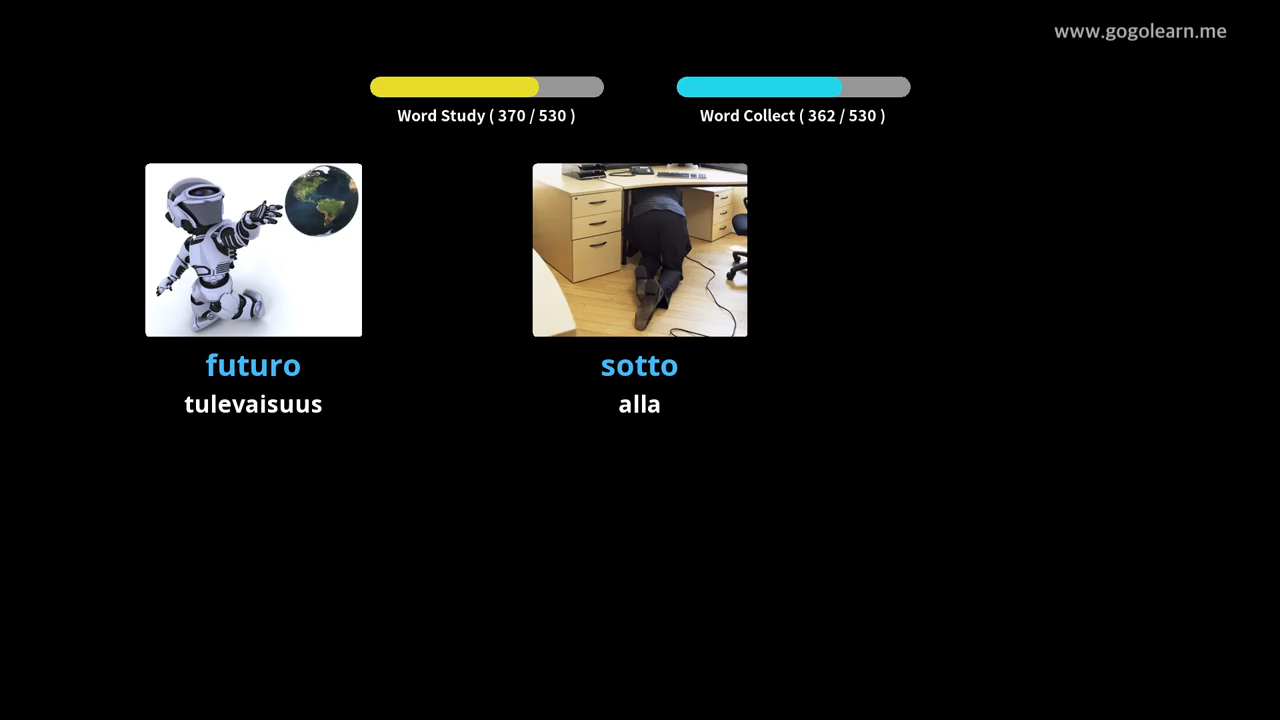 www.gogolearn.me
Word Study ( 370 / 530 )
Word Collect ( 362 / 530 )
futuro
tulevaisuus
sotto
alla